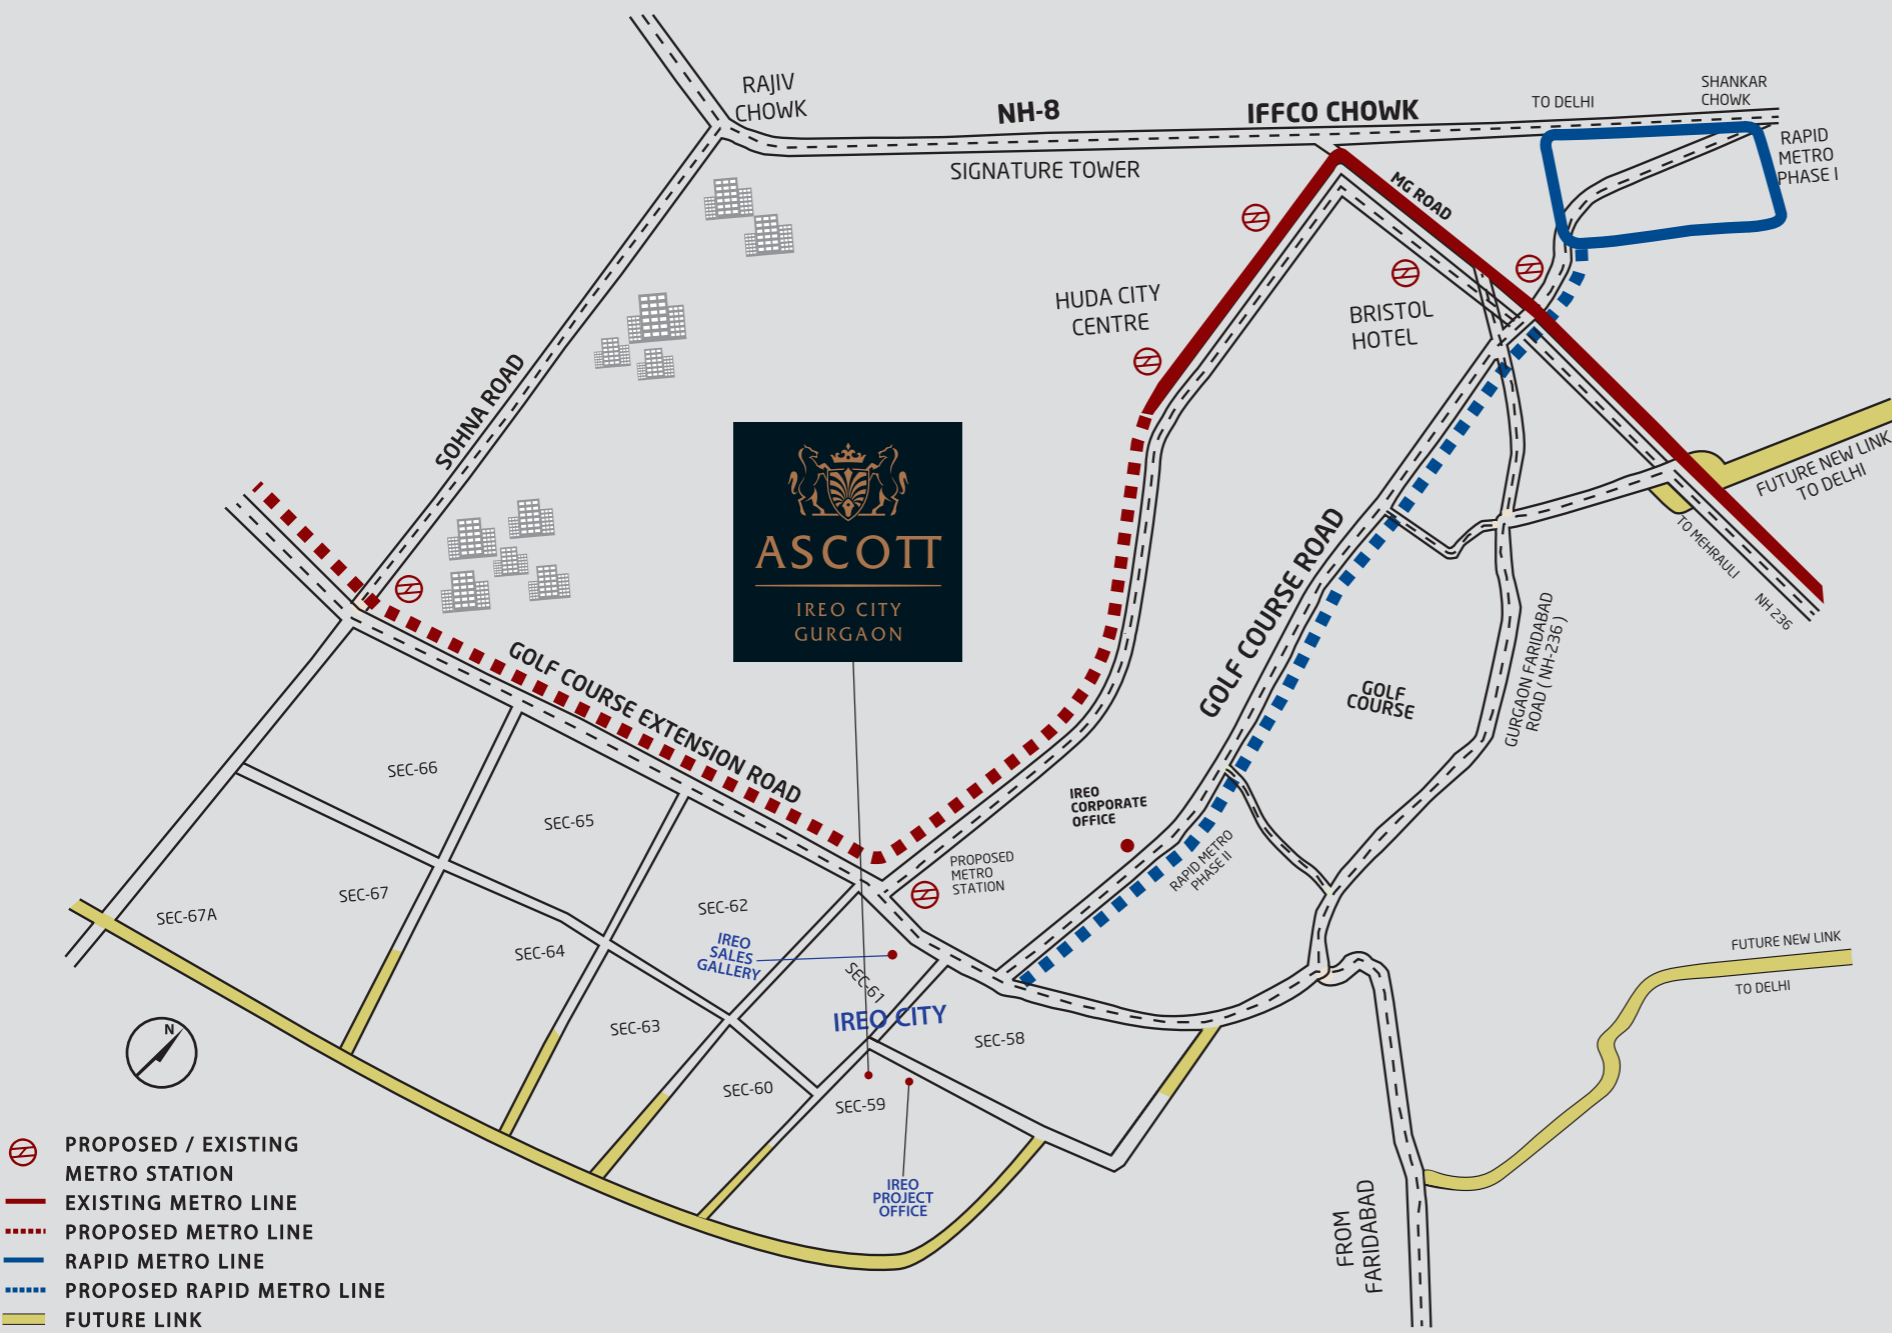 RAJIV
CHOWK
NH-8
IFFCO CHOWK
TO DELHI
SHANKAR
CHOWK
RAPID
METRO
PHASE I
SIGNATURE TOWER
MG ROAD
HUDA CITY
CENTRE
BRISTOL
HOTEL
SOHNA ROAD
ASCOTT
IREO CITY
GURGAON
FUTURE NEW LINK
TO DELHI
TO MEHRAULI
NH 236
GOLF COURSE ROAD
GOLF
COURSE
GURGAON FARIDABAD
ROAD ( NH-236 )
GOLF COURSE EXTENSION ROAD
SEC-66
SEC-65
IREO
CORPORATE
OFFICE
RAPID METRO
PHASE II
PROPOSED
METRO
STATION
SEC-67
SEC-67A
SEC-62
SEC-64
IREO
SALES
GALLERY
SEC-61
IREO CITY
SEC-63
SEC-58
SEC-60
SEC-59
FUTURE NEW LINK
TO DELHI
N
IREO
PROJECT
OFFICE
FROM
FARIDABAD
PROPOSED / EXISTING
METRO STATION
EXISTING METRO LINE
PROPOSED METRO LINE
RAPID METRO LINE
PROPOSED RAPID METRO LINE
FUTURE LINK